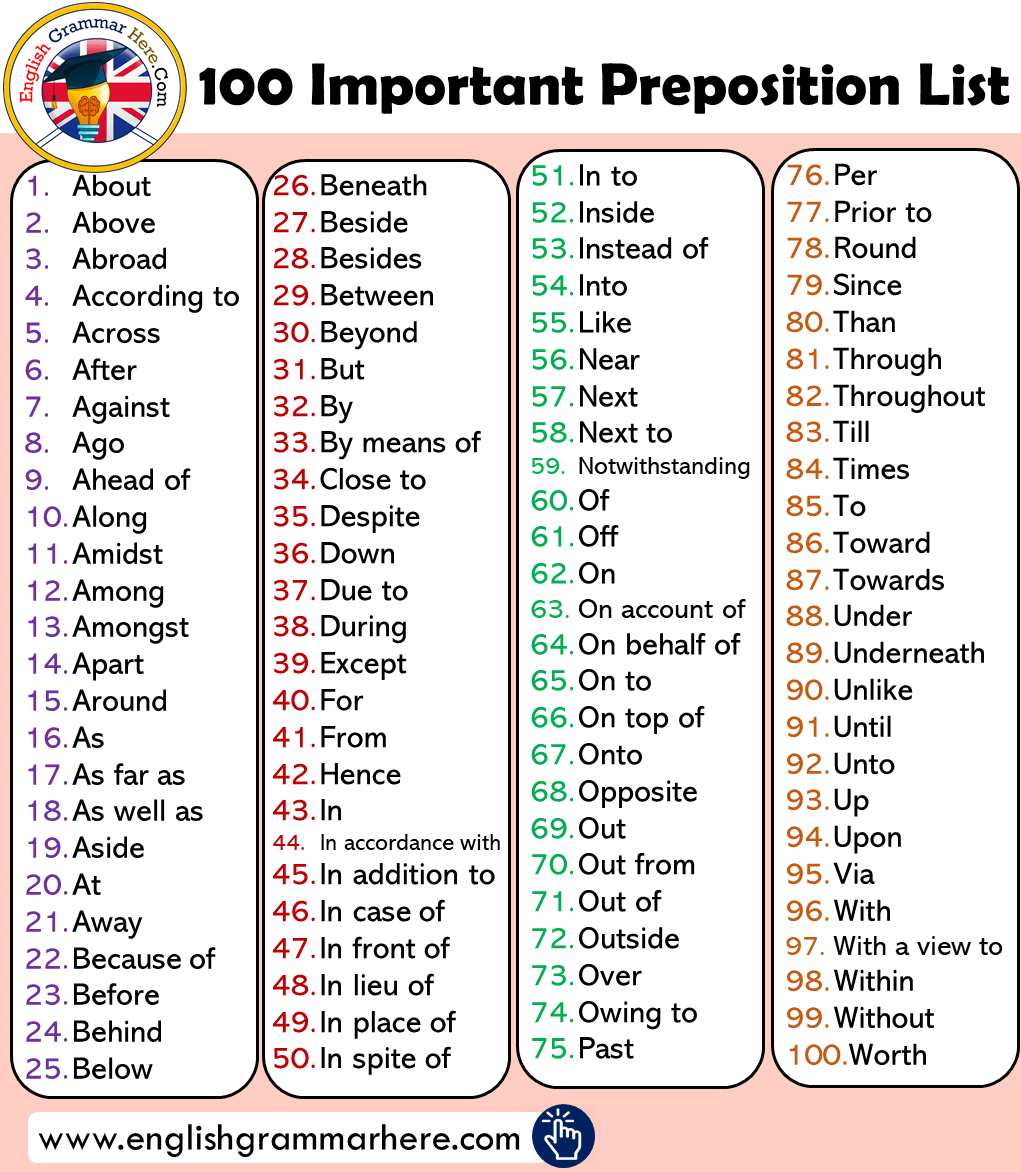 English Grammar Here.Com
100 Important Preposition List
1. About
2. Above
3. Abroad
4. According to
5. Across
6. After
7. Against
8. Ago
9. Ahead of
10. Along
11. Amidst
12. Among
13. Amongst
14. Apart
15. Around
16. As
17. As far as
18. As well as
19. Aside
20. At
21. Away
22. Because of
23. Before
24. Behind
25. Below
26. Beneath
27. Beside
28. Besides
29. Between
30. Beyond
31. But
32. By
33. By means of
34. Close to
35. Despite
36. Down
37. Due to
38. During
39. Except
40. For
41. From
42. Hence
43. In
44. In accordance with
45. In addition to
46. In case of
47. In front of
48. In lieu of
49. In place of
50. In spite of
51. In to
52. Inside
53. Instead of
54. Into
55. Like
56. Near
57. Next
58. Next to
59. Notwithstanding
60. Of
61. Off
62. On
63. On account of
64. On behalf of
65. On to
66. On top of
67. Onto
68. Opposite
69. Out
70. Out from
71. Out of
72. Outside
73. Over
74. Owing to
75. Past
76. Per
77. Prior to
78. Round
79. Since
80. Than
81. Through
82. Throughout
83. Till
84. Times
85. To
86. Toward
87. Towards
88. Under
89. Underneath
90. Unlike
91. Until
92. Unto
93. Up
94. Upon
95. Via
96. With
97. With a view to
98. Within
99. Without
100. Worth
www.englishgrammarhere.com